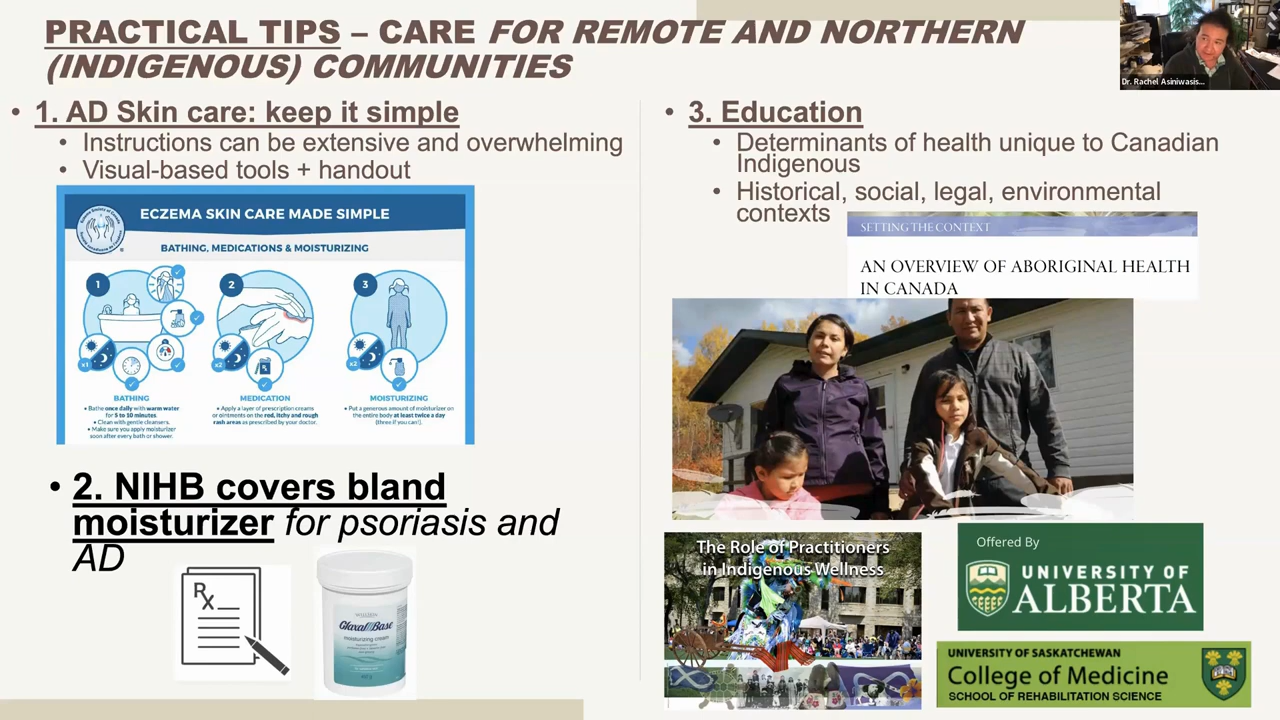 PRACTICAL TIPS – CARE FOR REMOTE AND NORTHERN
(INDIGENOUS) COMMUNITIES
Dr. Rachel Asiniwasis...
• 1. AD Skin care: keep it simple
• Instructions can be extensive and overwhelming
• Visual-based tools + handout
ECZEMA SKIN CARE MADE SIMPLE
BATHING, MEDICATIONS & MOISTURIZING
1
2
3
x1
x2
x2
BATHING
• Bathe once daily with warm water
for 5 to 10 minutes.
• Clean with gentle cleansers.
• Make sure you apply moisturizer
soon after every bath or shower.
MEDICATION
• Apply a layer of prescription creams
or ointments on the red, itchy and rough
rash areas as prescribed by your doctor.
MOISTURIZING
• Put a generous amount of moisturizer on
the entire body at least twice a day
(three if you can!).
• 2. NIHB covers bland
moisturizer for psoriasis and
AD
Rx
Glaxal Base
moisturizing cream
• 3. Education
• Determinants of health unique to Canadian
Indigenous
• Historical, social, legal, environmental
contexts
SETTING THE CONTEXT
AN OVERVIEW OF ABORIGINAL HEALTH
IN CANADA
The Role of Practitioners
in Indigenous Wellness
Offered By
UNIVERSITY OF
ALBERTA
UNIVERSITY OF SASKATCHEWAN
College of Medicine
SCHOOL OF REHABILITATION SCIENCE